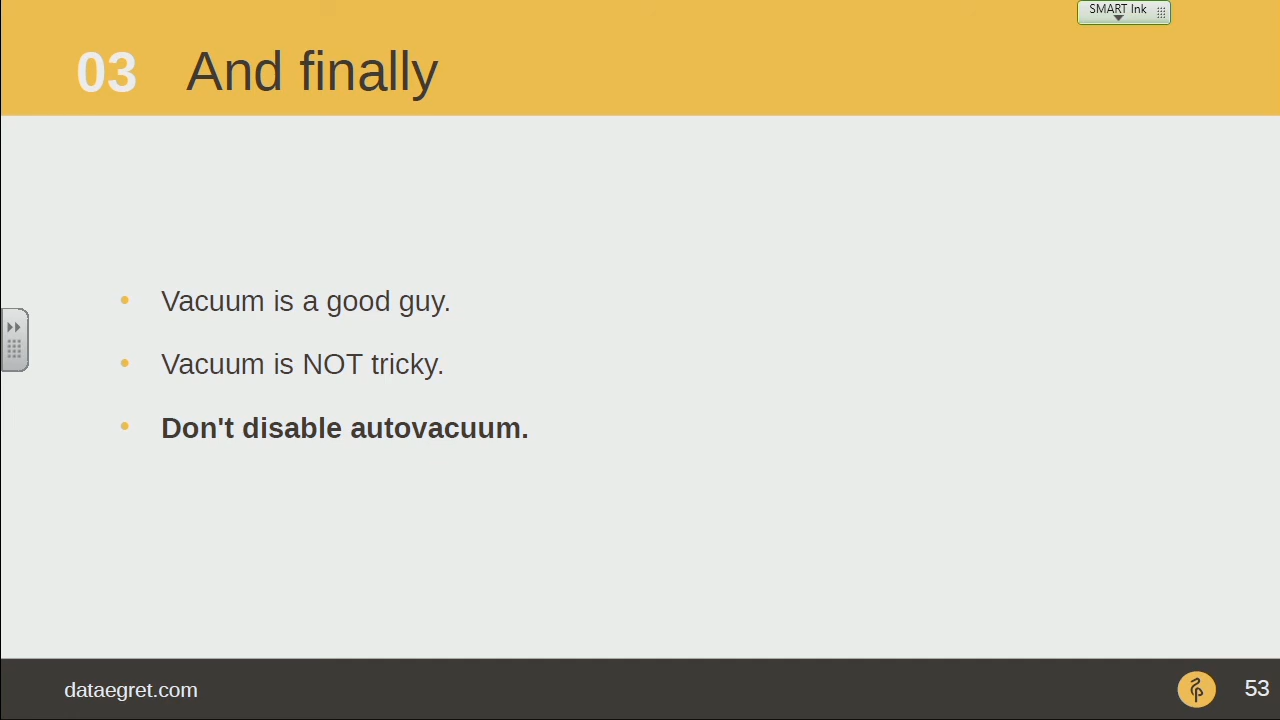 SMART Ink
03 And finally
• Vacuum is a good guy.
• Vacuum is NOT tricky.
• Don't disable autovacuum.
dataegret.com
53